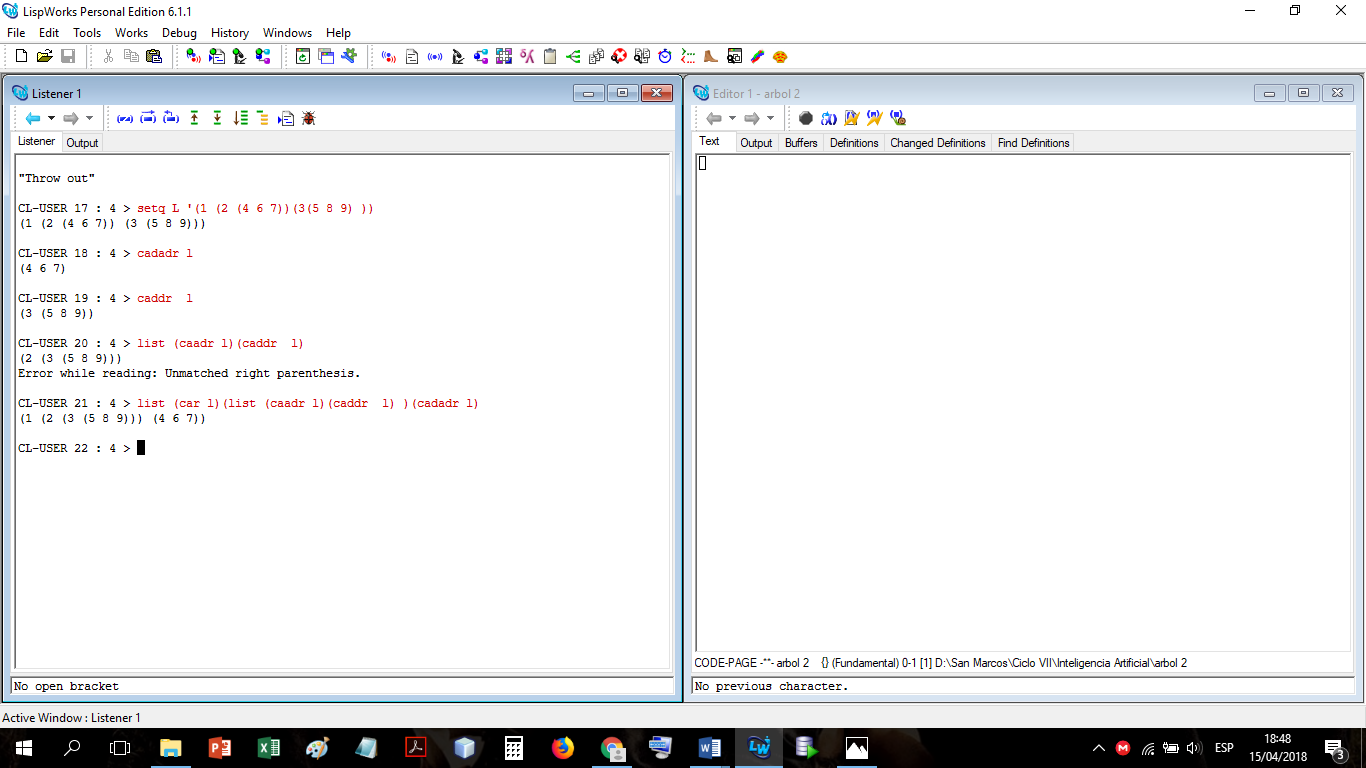 LispWorks Personal Edition 6.1.1
File Edit Tools Works Debug History Windows Help
Listener 1
Listener Output
"Throw out"
CL-USER 17 : 4 > setq L '(1 (2 (4 6 7))(3(5 8 9) ))
(1 (2 (4 6 7)) (3 (5 8 9)))
CL-USER 18 : 4 > cadadr l
(4 6 7)
CL-USER 19 : 4 > caddr  l
(3 (5 8 9))
CL-USER 20 : 4 > list (caadr l)(caddr  l)
(2 (3 (5 8 9)))
Error while reading: Unmatched right parenthesis.
CL-USER 21 : 4 > list (car l)(list (caadr l)(caddr  l) )(cadadr l)
(1 (2 (3 (5 8 9))) (4 6 7))
CL-USER 22 : 4 >
No open bracket
Editor 1 - arbol 2
Text Output Buffers Definitions Changed Definitions Find Definitions
CODE-PAGE -**- arbol 2 {} (Fundamental) 0-1 [1] D:\San Marcos\Ciclo VII\Inteligencia Artificial\arbol 2
No previous character.
Active Window : Listener 1
ESP
18:48
15/04/2018
3